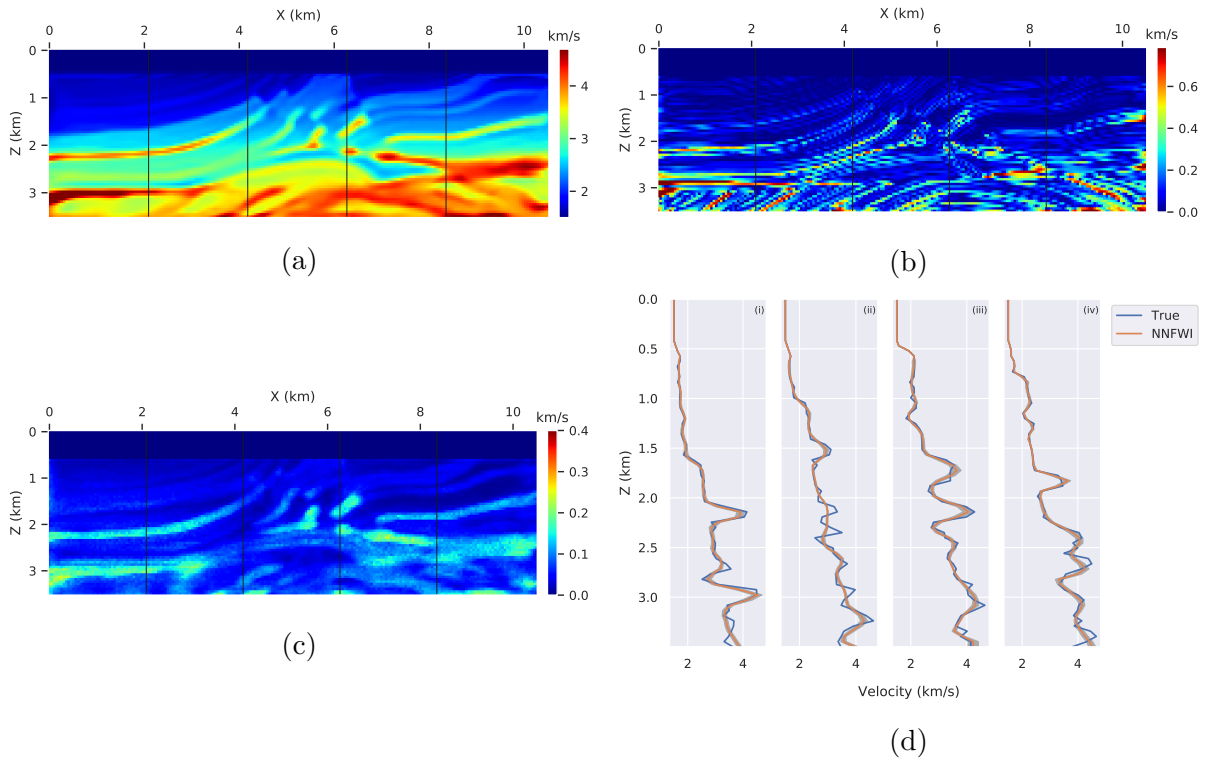 X (km)
0 2 4 6 8 10
km/s
0
1
2
3
Z (km)
4
3
2
(a)
X (km)
0 2 4 6 8 10
km/s
0
1
2
3
Z (km)
0.6
0.4
0.2
0.0
(b)
X (km)
0 2 4 6 8 10
km/s
0
1
2
3
Z (km)
0.4
0.3
0.2
0.1
0.0
(c)
0.0
0.5
1.0
1.5
2.0
2.5
3.0
Z (km)
(i) (ii) (iii) (iv)
True
NNFWI
2 4 2 4 2 4 2 4
Velocity (km/s)
(d)